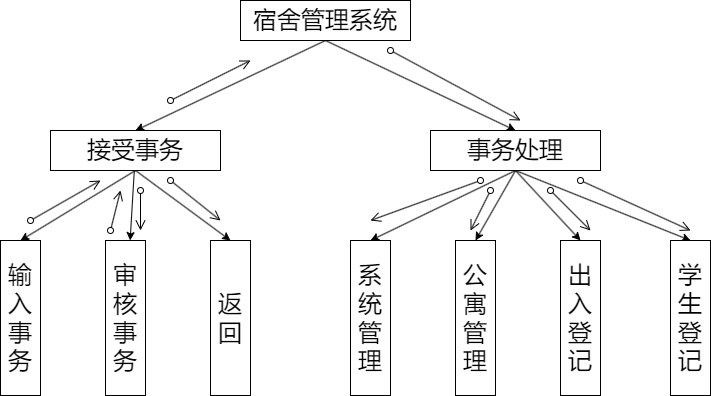 宿舍管理系统
接受事务
事务处理
输入事务
审核事务
返回
系统管理
公寓管理
出入登记
学生登记